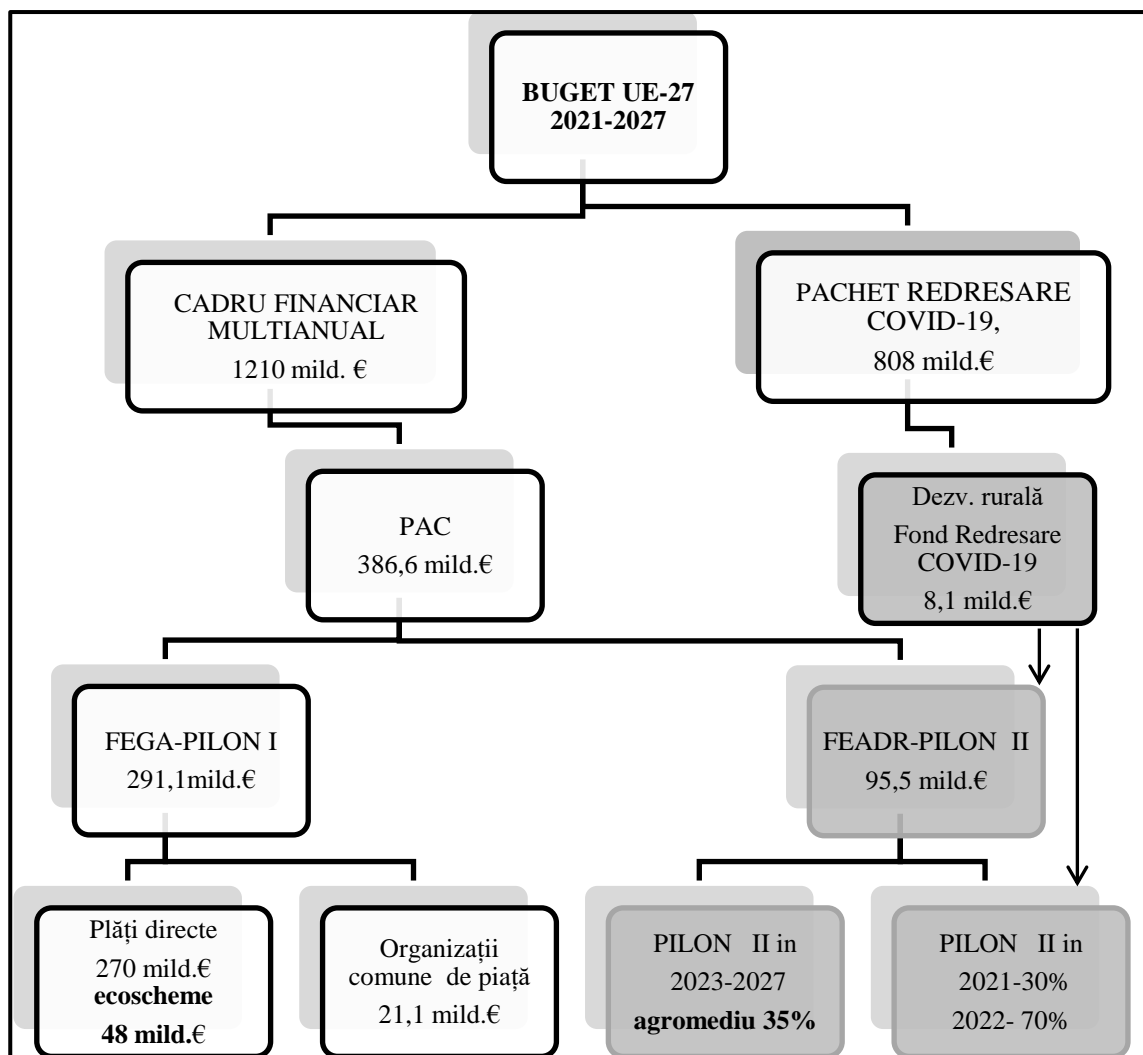 BUGET UE-27
2021-2027
CADRU FINANCIAR
MULTIANUAL
1210 mild. €
PACHET REDRESARE
COVID-19,
808 mild.€
PAC
386,6 mild.€
Dezv. rurală
Fond Redresare
COVID-19
8,1 mild.€
FEGA-PILON I
291,1mild.€
FEADR-PILON II
95,5 mild.€
Plăți directe
270 mild.€
ecoscheme
48 mild.€
Organizații
comune de piață
21,1 mild.€
PILON II in
2023-2027
agromediu 35%
PILON II in
2021-30%
2022- 70%